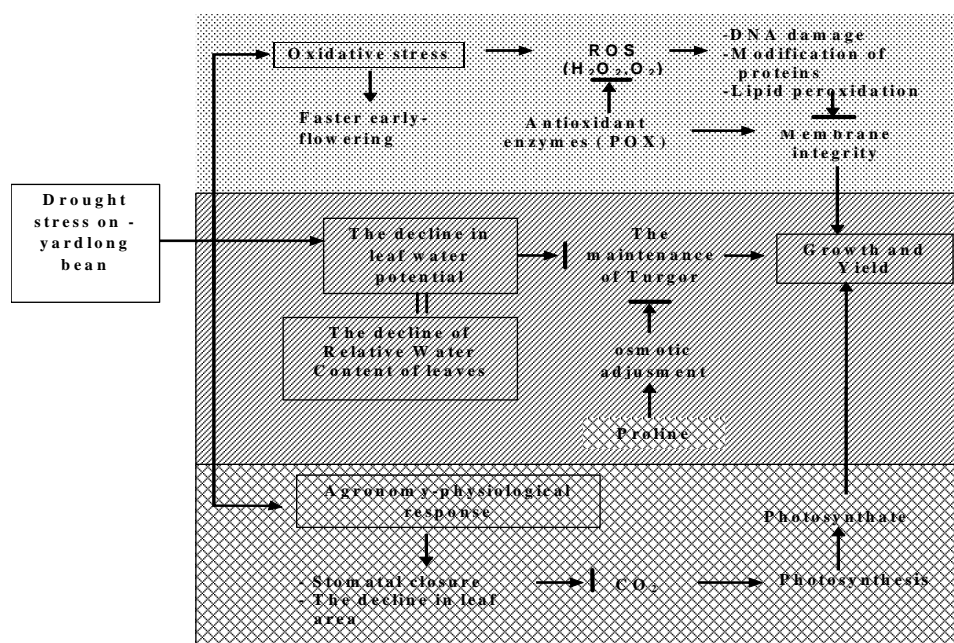 Drought
stress on -
yardlong
bean
Oxidative stress
Faster early-
flowering
ROS
(H₂O₂,O₂)
Antioxidant
enzymes (POX)
-DNA damage
-Modification of
proteins
-Lipid peroxidation
Membrane
integrity
The decline in
leaf water
potential
The decline of
Relative Water
Content of leaves
The
maintenance
of Turgor
osmotic
adjusment
Proline
Growth and
Yield
Agronomy-physiological
response
- Stomatal closure
- The decline in leaf
area
CO₂
Photosynthesis
Photosynthate